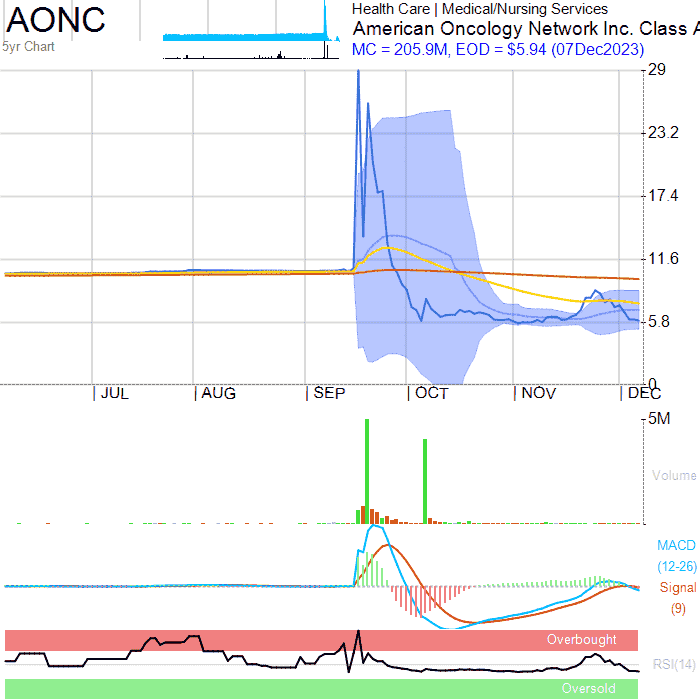 AONC
5yr Chart
Health Care | Medical/Nursing Services
American Oncology Network Inc. Class A
MC = 205.9M, EOD = $5.94 (07Dec2023)
29
23.2
17.4
11.6
5.8
0
JUL
AUG
SEP
OCT
NOV
DEC
5M
Volume
MACD
(12-26)
Signal
(9)
Overbought
RSI(14)
Oversold